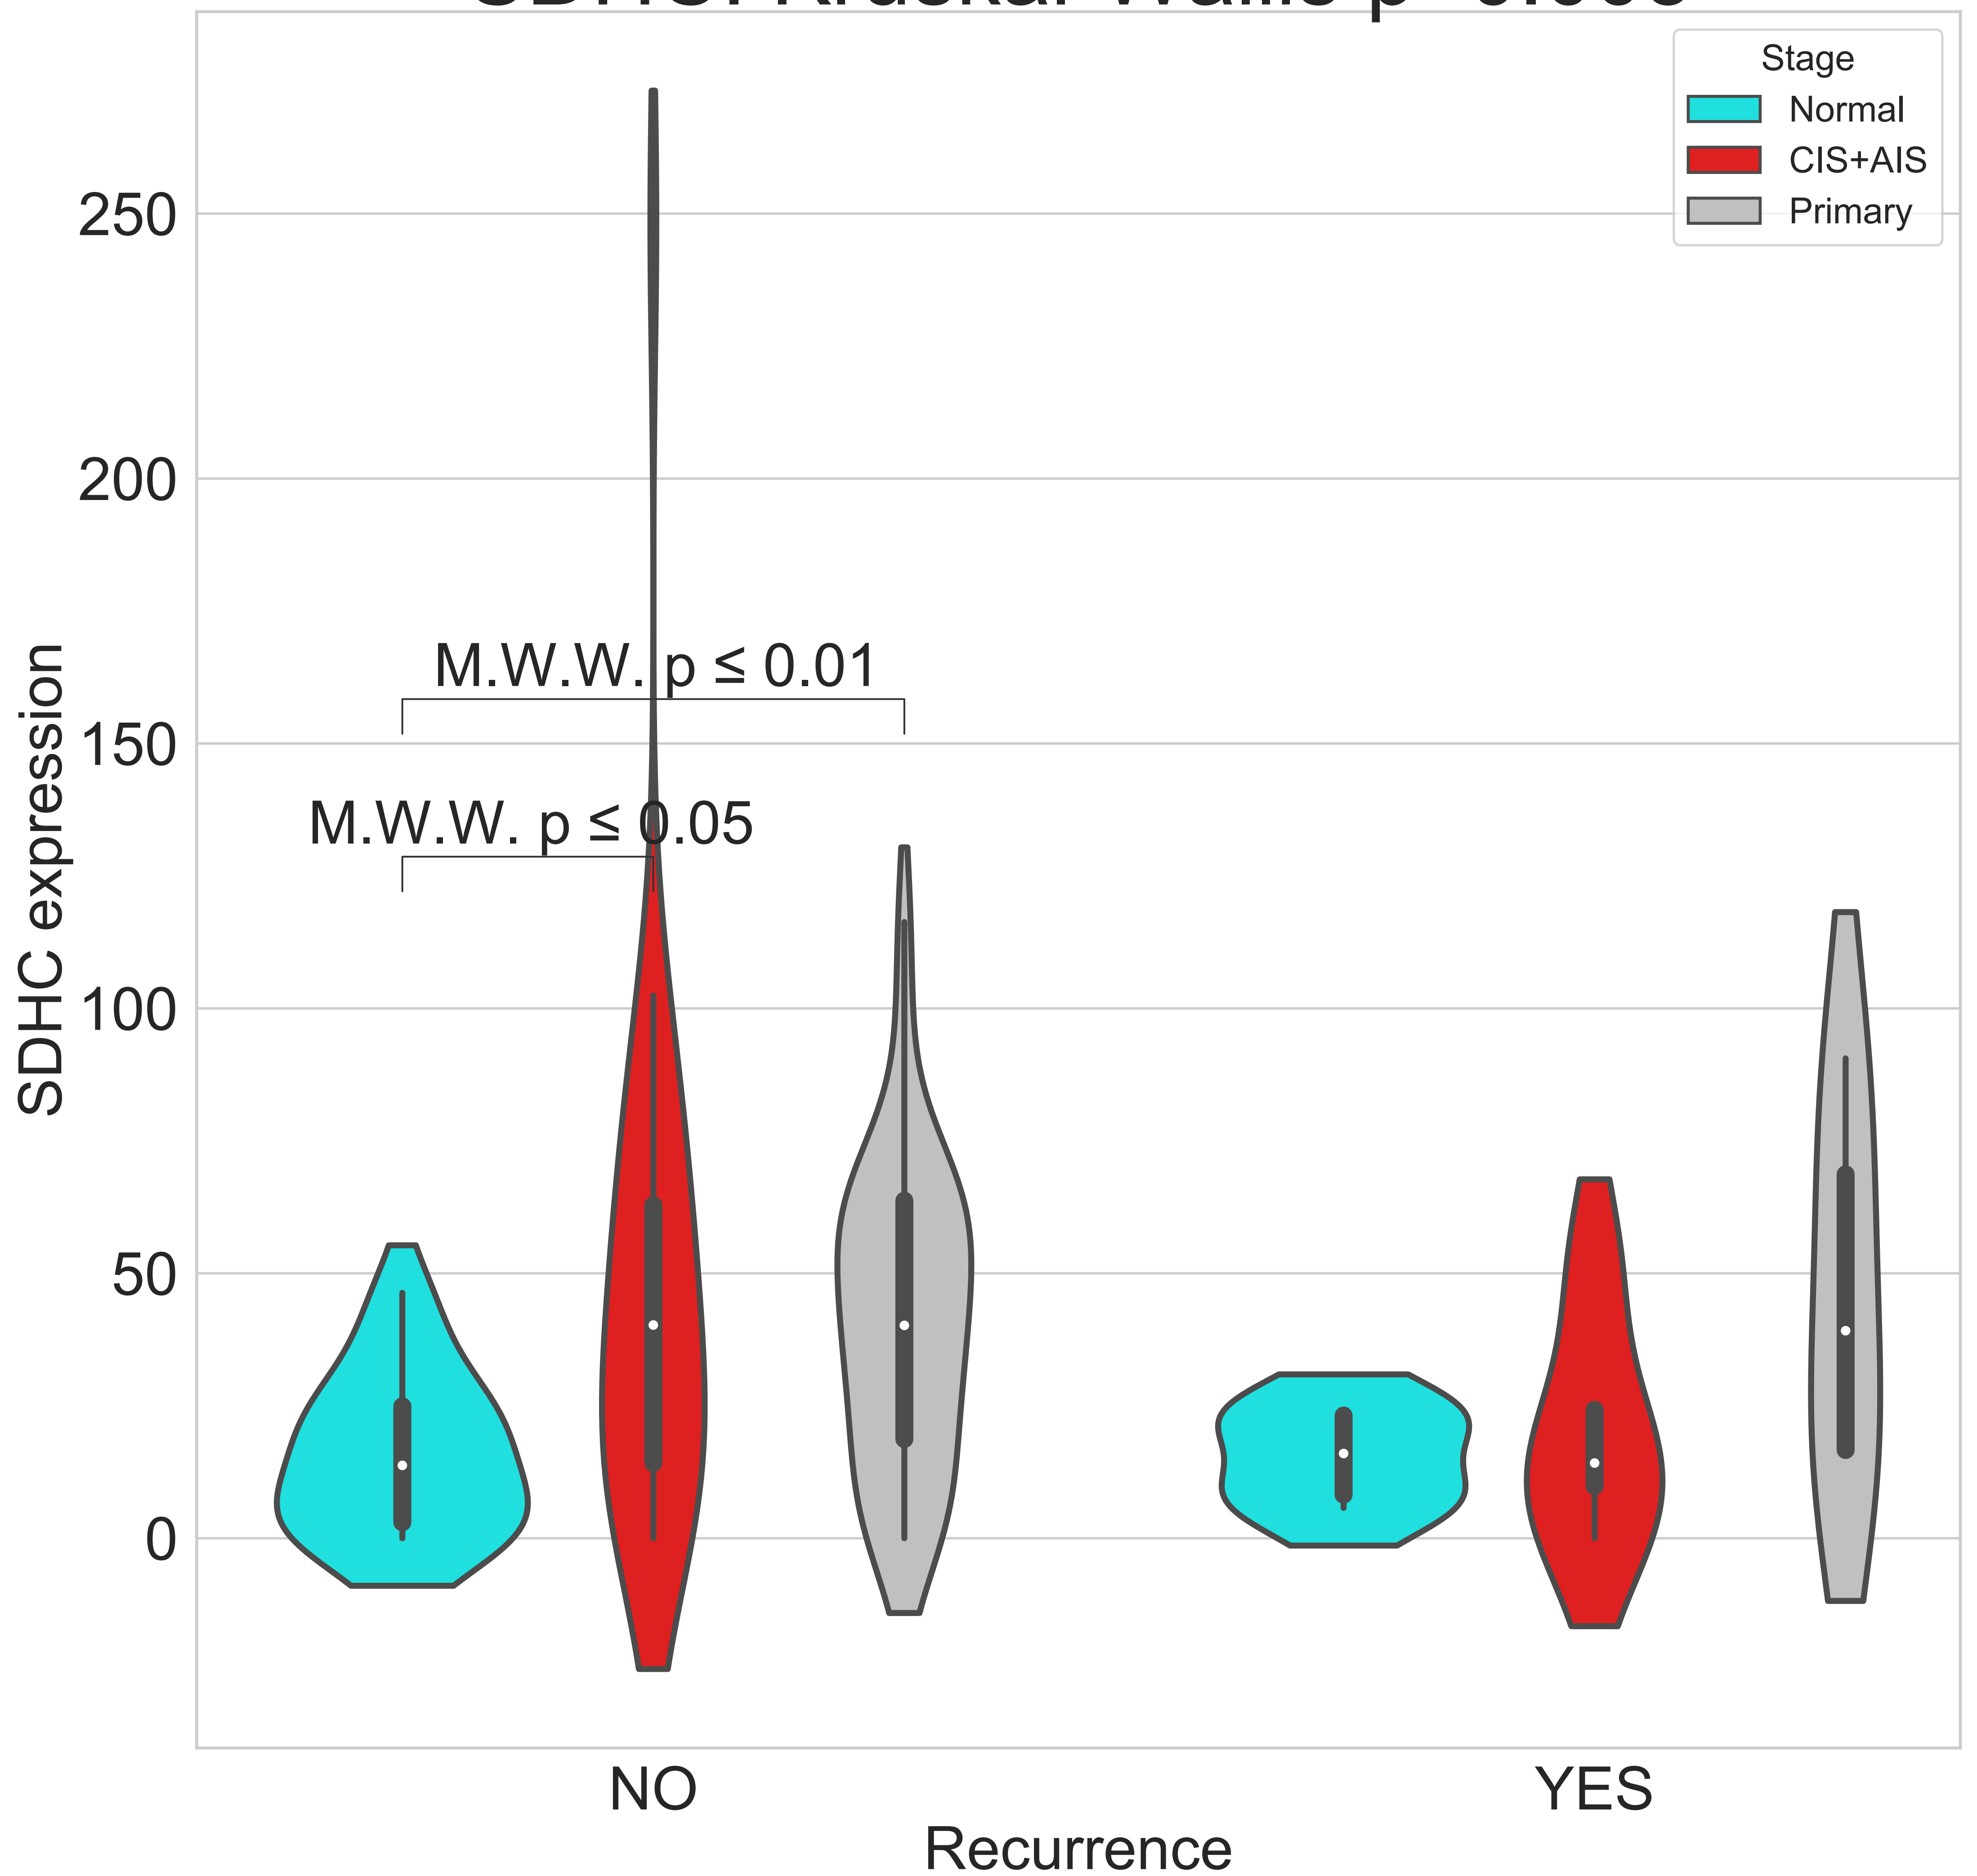 Stage
Normal
CIS+AIS
Primary
250
200
150
100
50
0
SDHC expression
M.W.W. p ≤ 0.01
M.W.W. p ≤ 0.05
NO
YES
Recurrence